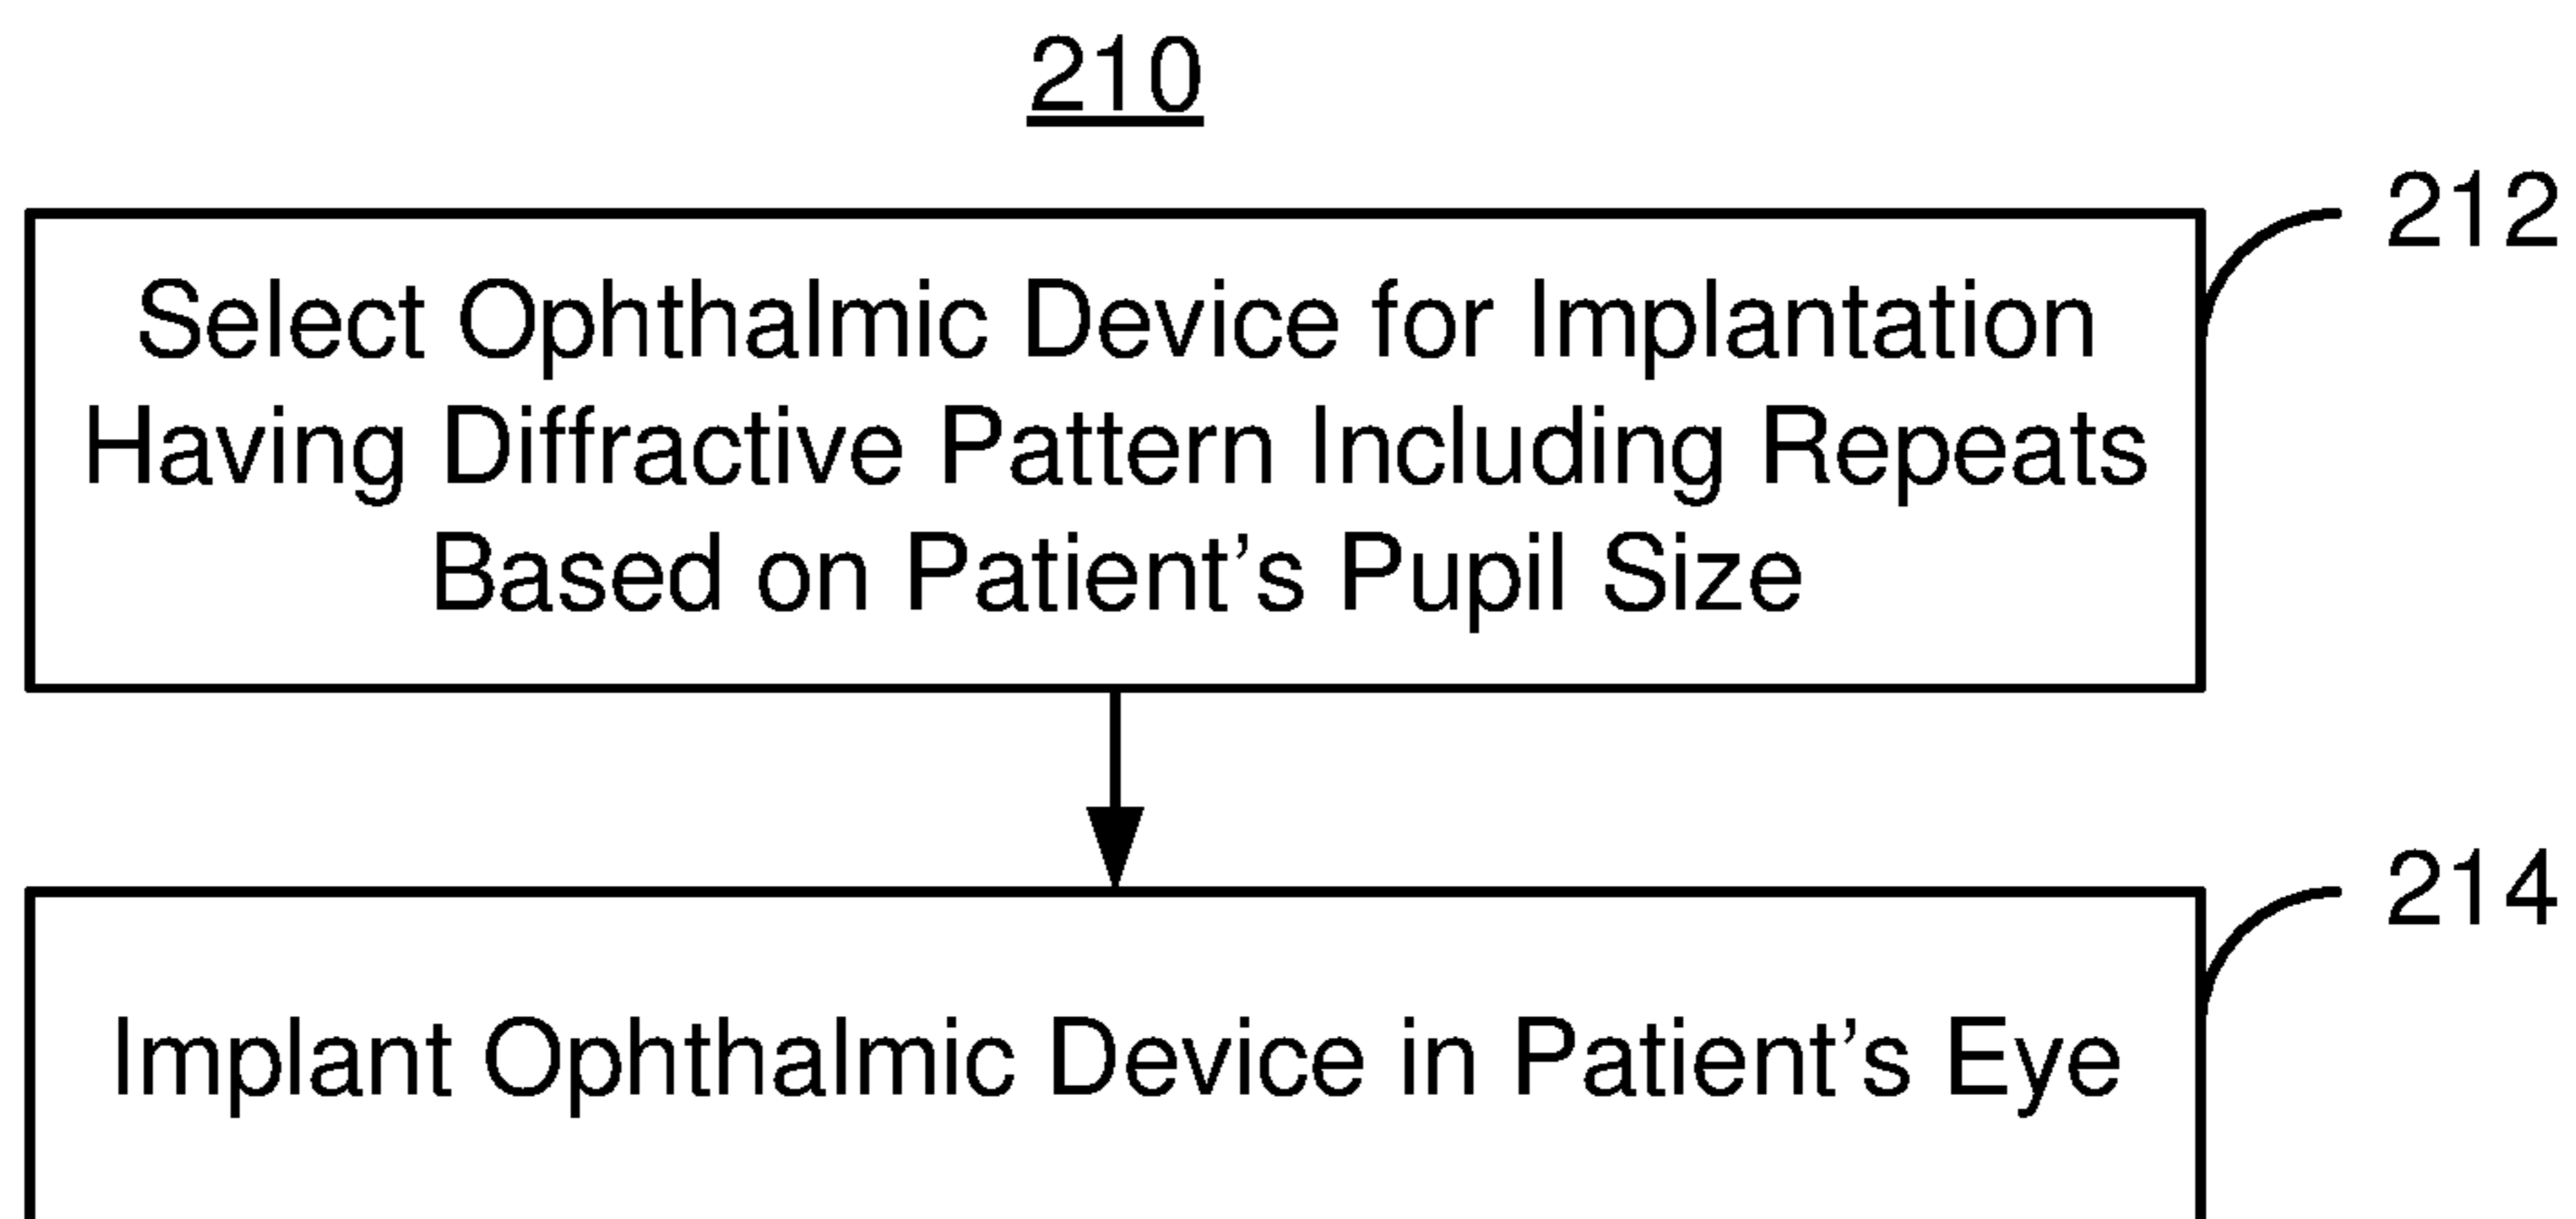 210
212
Select Ophthalmic Device for Implantation
Having Diffractive Pattern Including Repeats
Based on Patient's Pupil Size
214
Implant Ophthalmic Device in Patient's Eye